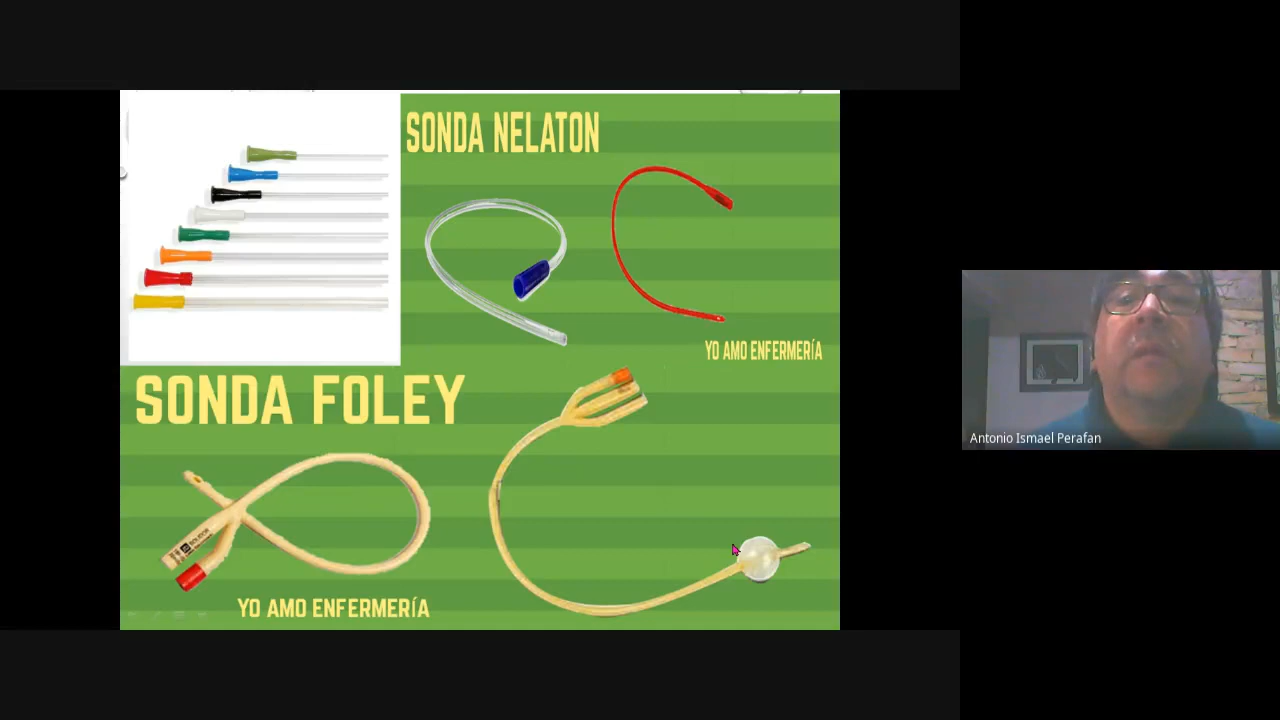 SONDA NELATON
YO AMO ENFERMERÍA
SONDA FOLEY
YO AMO ENFERMERÍA
Antonio Ismael Perafan